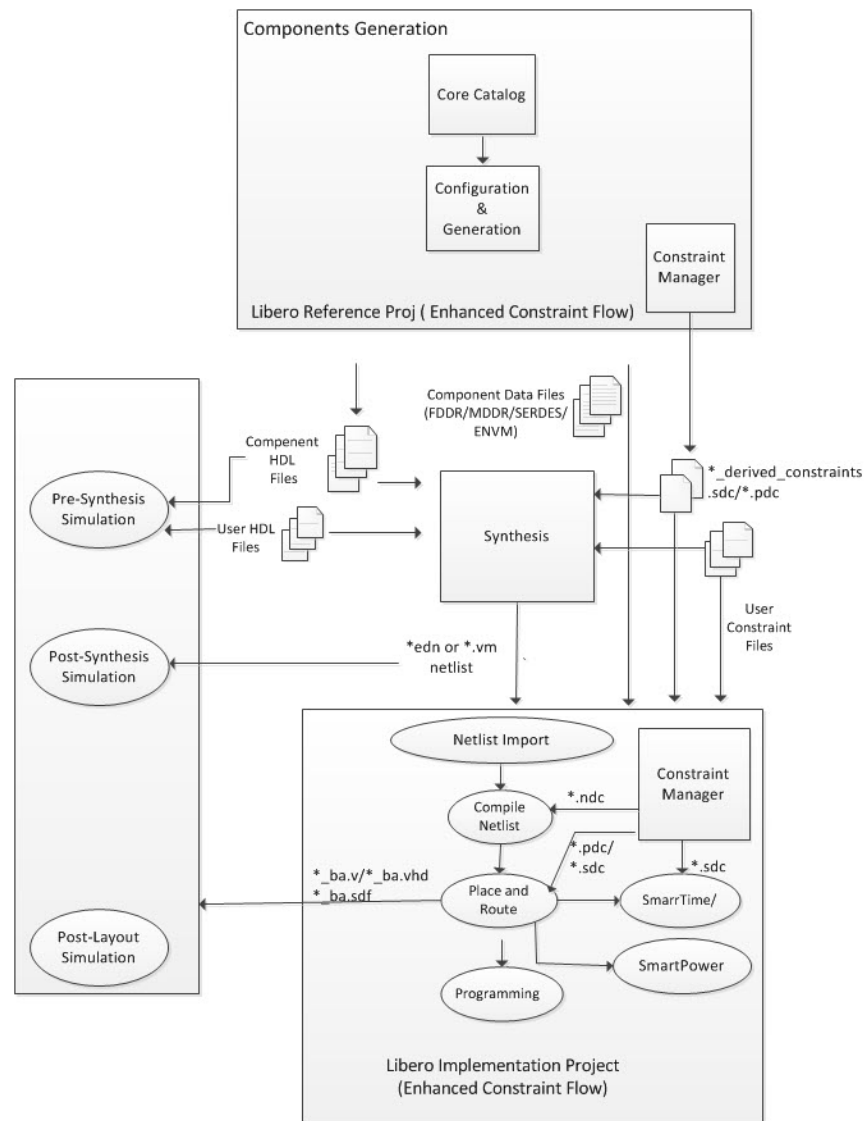 Components Generation
Core Catalog
Configuration
&
Generation
Constraint
Manager
Libero Reference Proj ( Enhanced Constraint Flow)
Component Data Files
(FDDR/MDDR/SERDES/
ENVM)
Compenent
HDL
Files
*_derived_constraints
.sdc/*.pdc
Pre-Synthesis
Simulation
User HDL
Files
Synthesis
User
Constraint
Files
*edn or *.vm
netlist
Post-Synthesis
Simulation
Netlist Import
Constraint
Manager
*.ndc
Compile
Netlist
*.pdc/
*.sdc
*.sdc
*_ba.v/*_ba.vhd
*_ba.sdf
Place and
Route
SmarrTime/
Post-Layout
Simulation
SmartPower
Programming
Libero Implementation Project
(Enhanced Constraint Flow)